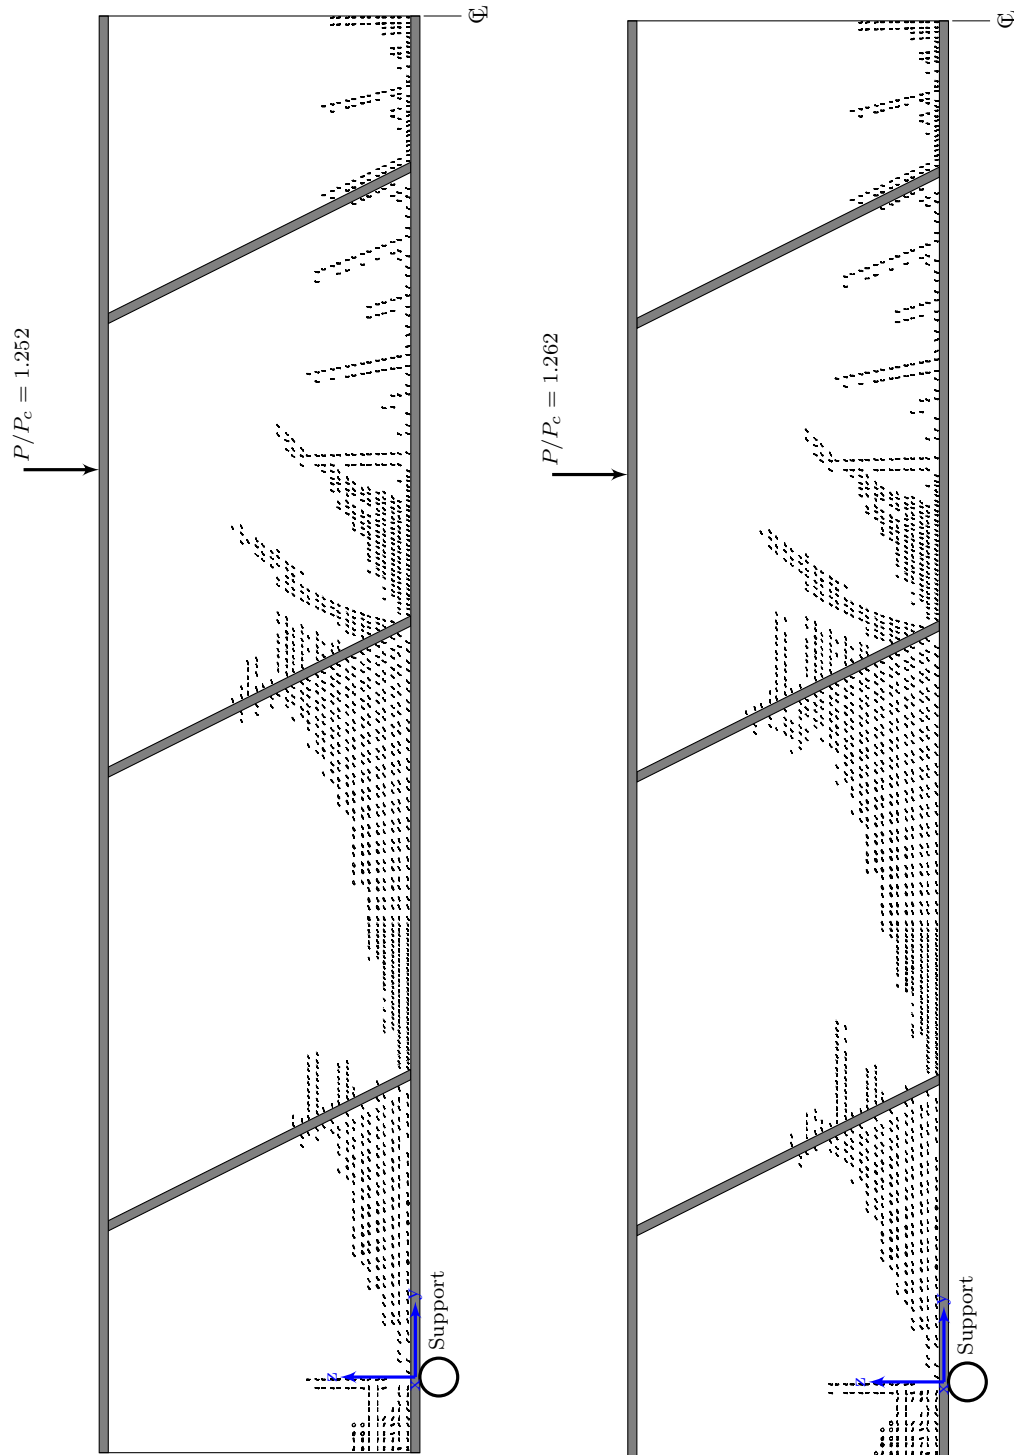 P/P_c = 1.252
℄
z
y
x
Support
P/P_c = 1.262
℄
z
y
x
Support